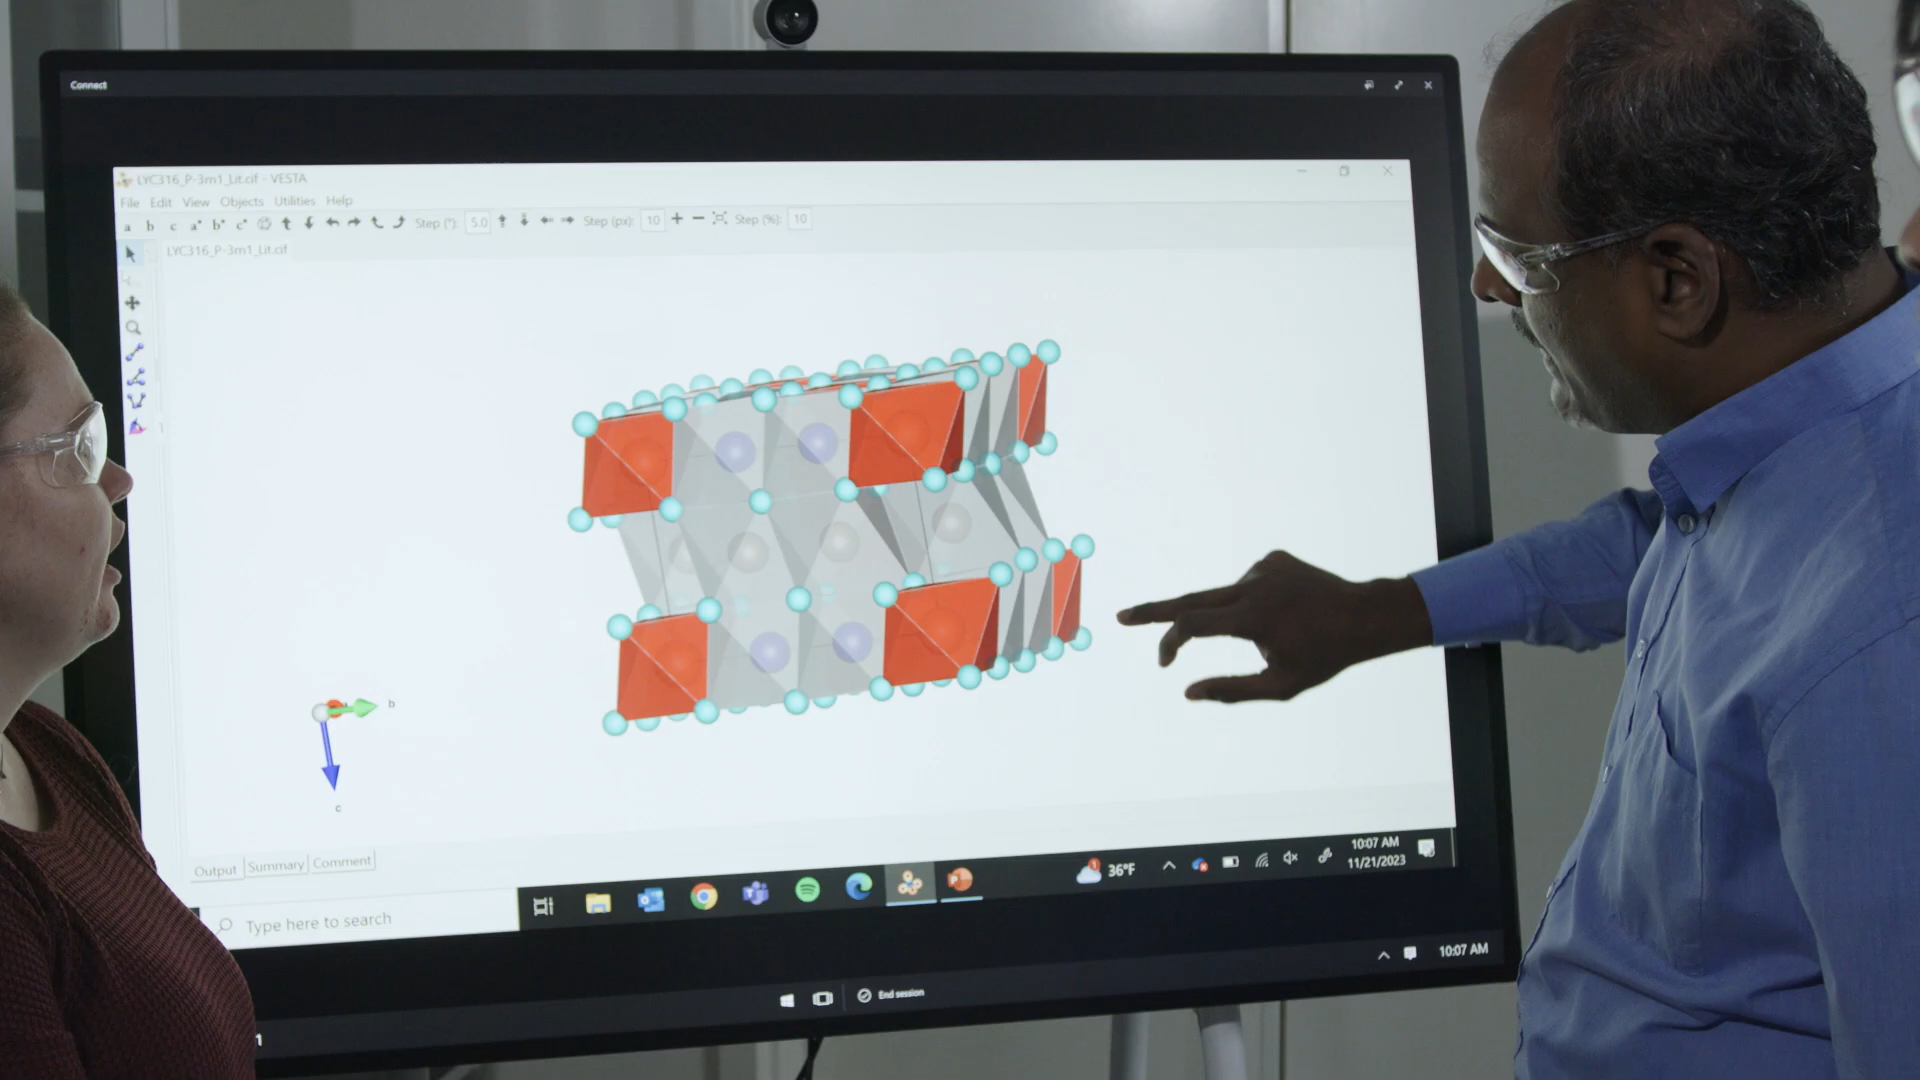 Connect
LYC316_P-3m1_Lit.cif - VESTA
File Edit View Objects Utilities Help
a b c a* b* c* Step (°): 5.0 Step (px): 10 Step (%): 10
LYC316_P-3m1_Lit.cif
b
c
Output Summary Comment
Type here to search
36°F
10:07 AM
11/21/2023
10:07 AM
End session